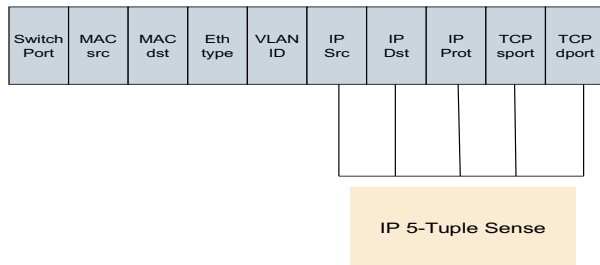 Switch Port
MAC src
MAC dst
Eth type
VLAN ID
IP Src
IP Dst
IP Prot
TCP sport
TCP dport
IP 5-Tuple Sense